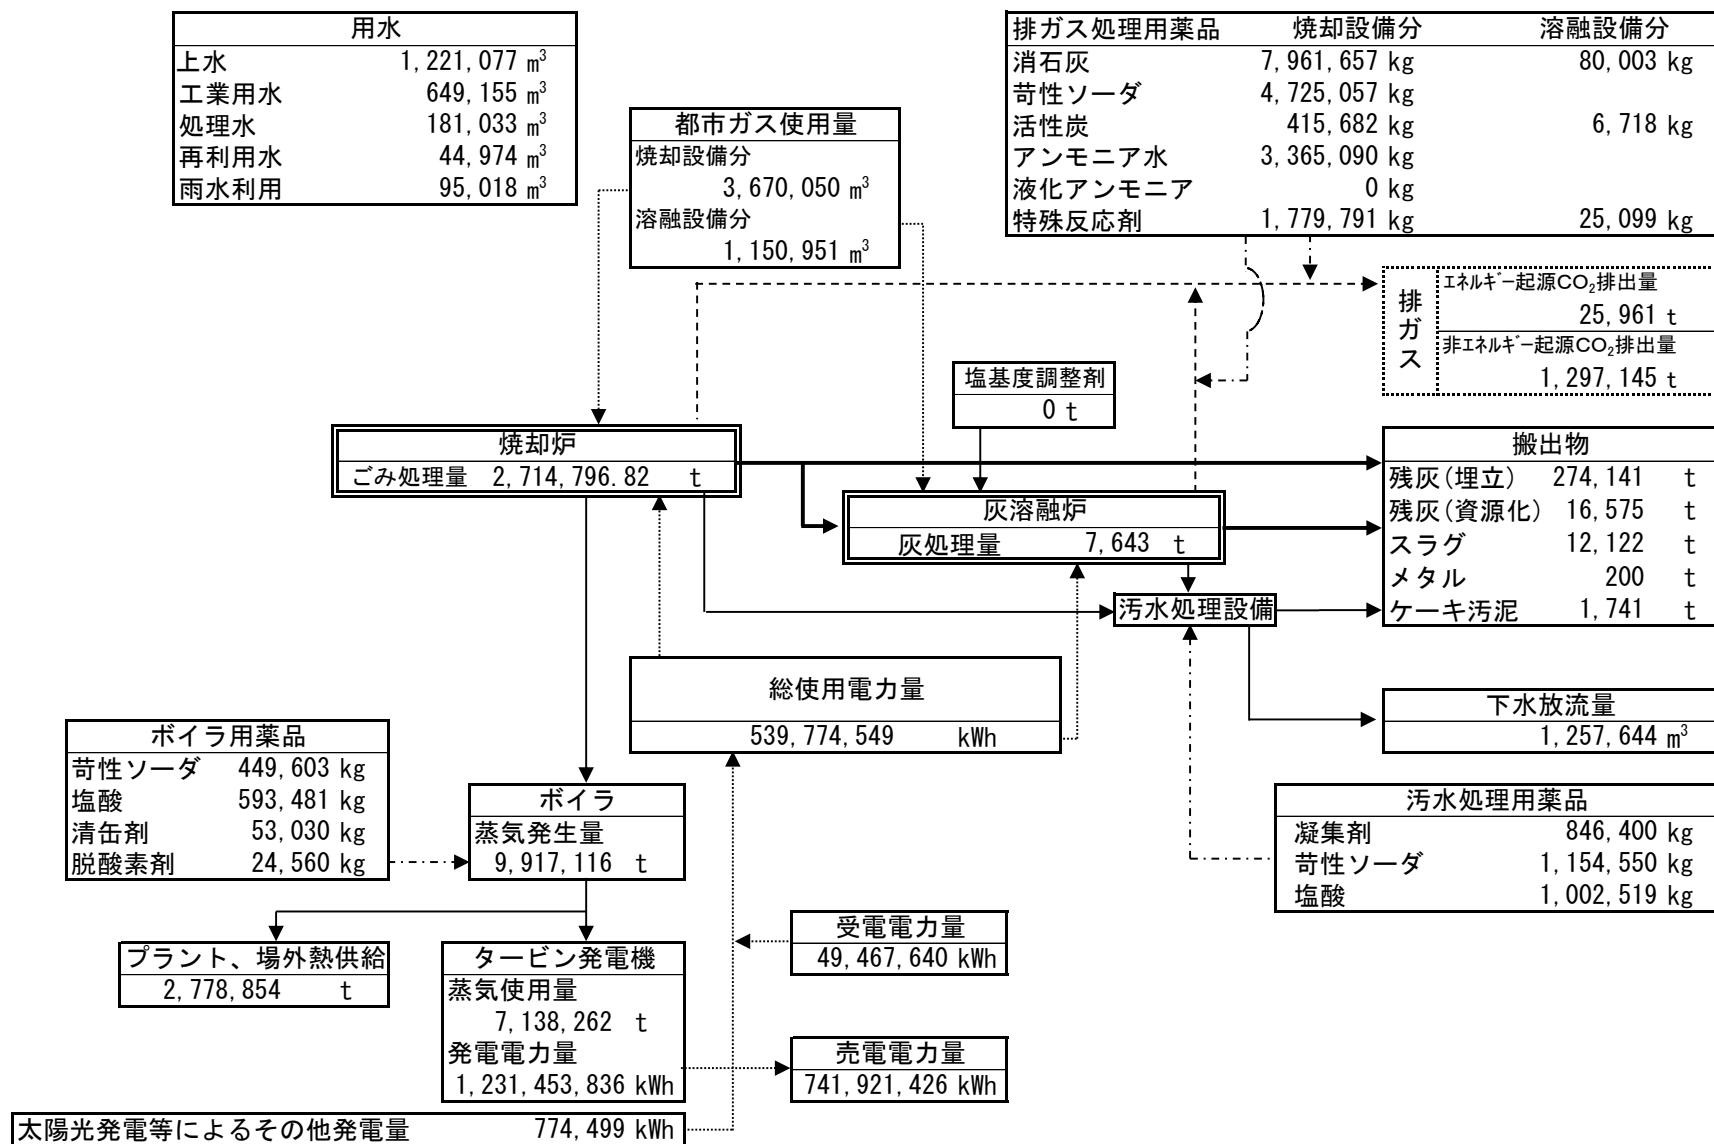 用水
上水 1,221,077 m³
工業用水 649,155 m³
処理水 181,033 m³
再利用水 44,974 m³
雨水利用 95,018 m³
都市ガス使用量
焼却設備分
3,670,050 m³
溶融設備分
1,150,951 m³
排ガス処理用薬品 焼却設備分 溶融設備分
消石灰 7,961,657 kg 80,003 kg
苛性ソーダ 4,725,057 kg
活性炭 415,682 kg 6,718 kg
アンモニア水 3,365,090 kg
液化アンモニア 0 kg
特殊反応剤 1,779,791 kg 25,099 kg
排ガス
エネルギー起源CO₂排出量
25,961 t
非エネルギー起源CO₂排出量
1,297,145 t
塩基度調整剤
0 t
焼却炉
ごみ処理量 2,714,796.82 t
灰溶融炉
灰処理量 7,643 t
搬出物
残灰(埋立) 274,141 t
残灰(資源化) 16,575 t
スラグ 12,122 t
メタル 200 t
ケーキ汚泥 1,741 t
汚水処理設備
総使用電力量
539,774,549 kWh
下水放流量
1,257,644 m³
ボイラ用薬品
苛性ソーダ 449,603 kg
塩酸 593,481 kg
清缶剤 53,030 kg
脱酸素剤 24,560 kg
ボイラ
蒸気発生量
9,917,116 t
汚水処理用薬品
凝集剤 846,400 kg
苛性ソーダ 1,154,550 kg
塩酸 1,002,519 kg
プラント、場外熱供給
2,778,854 t
タービン発電機
蒸気使用量
7,138,262 t
発電電力量
1,231,453,836 kWh
受電電力量
49,467,640 kWh
売電電力量
741,921,426 kWh
太陽光発電等によるその他発電量 774,499 kWh